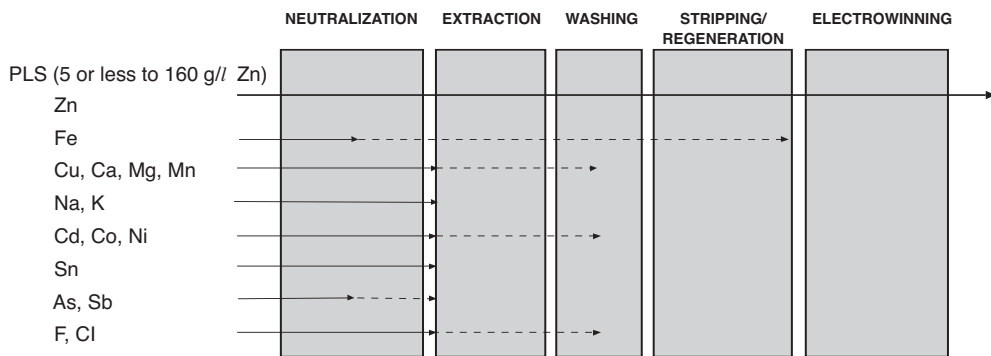 NEUTRALIZATION EXTRACTION WASHING STRIPPING/ ELECTROWINNING
REGENERATION
PLS (5 or less to 160 g/l Zn)
Zn
Fe
Cu, Ca, Mg, Mn
Na, K
Cd, Co, Ni
Sn
As, Sb
F, Cl